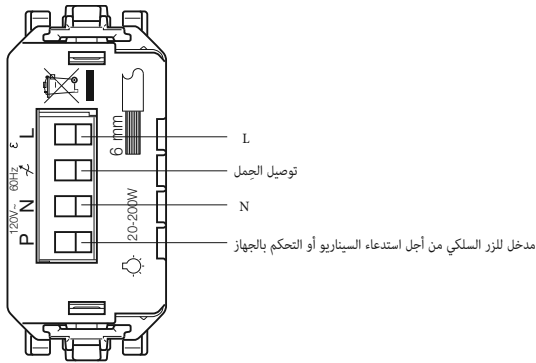 L
توصيل الحِمل
N
مدخل للزر السلكي من أجل استدعاء السيناريو أو التحكم بالجهاز
6 mm
20-200W
120V~ 60Hz
L
N
P